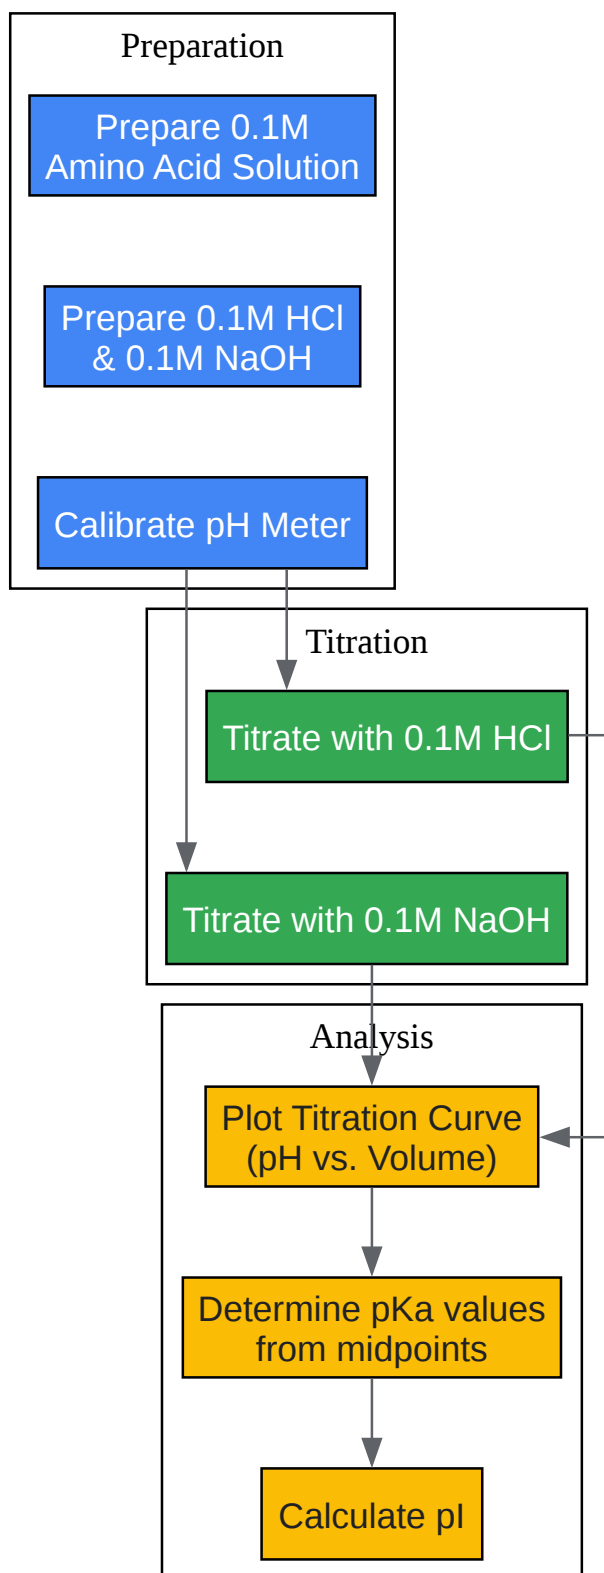 Preparation
Prepare 0.1M
Amino Acid Solution
Prepare 0.1M HCl
& 0.1M NaOH
Calibrate pH Meter
Titration
Titrate with 0.1M HCl
Titrate with 0.1M NaOH
Analysis
Plot Titration Curve
(pH vs. Volume)
Determine pKa values
from midpoints
Calculate pI